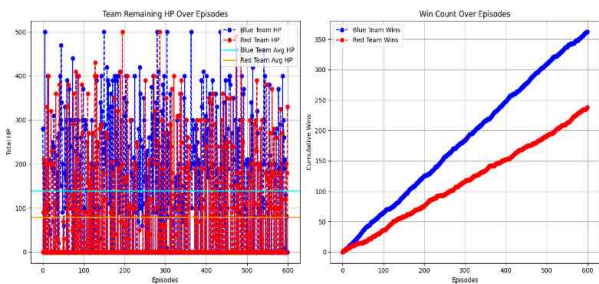 Team Remaining HP Over Episodes
Total HP
500
400
300
200
100
0
0
100
200
300
400
500
600
Episodes
Blue Team HP
Red Team HP
Blue Team Avg HP
Red Team Avg HP
Win Count Over Episodes
Cumulative Wins
350
300
250
200
150
100
50
0
0
100
200
300
400
500
600
Episodes
Blue Team Wins
Red Team Wins